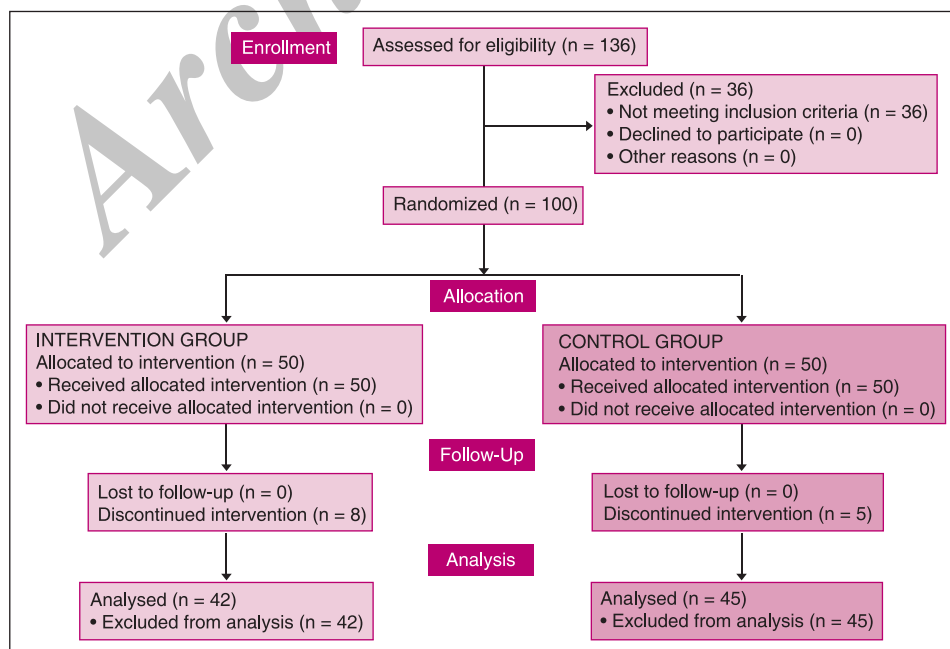 Enrollment
Assessed for eligibility (n = 136)
Excluded (n = 36)
• Not meeting inclusion criteria (n = 36)
• Declined to participate (n = 0)
• Other reasons (n = 0)
Randomized (n = 100)
Allocation
INTERVENTION GROUP
Allocated to intervention (n = 50)
• Received allocated intervention (n = 50)
• Did not receive allocated intervention (n = 0)
CONTROL GROUP
Allocated to intervention (n = 50)
• Received allocated intervention (n = 50)
• Did not receive allocated intervention (n = 0)
Follow-Up
Lost to follow-up (n = 0)
Discontinued intervention (n = 8)
Lost to follow-up (n = 0)
Discontinued intervention (n = 5)
Analysis
Analysed (n = 42)
• Excluded from analysis (n = 42)
Analysed (n = 45)
• Excluded from analysis (n = 45)